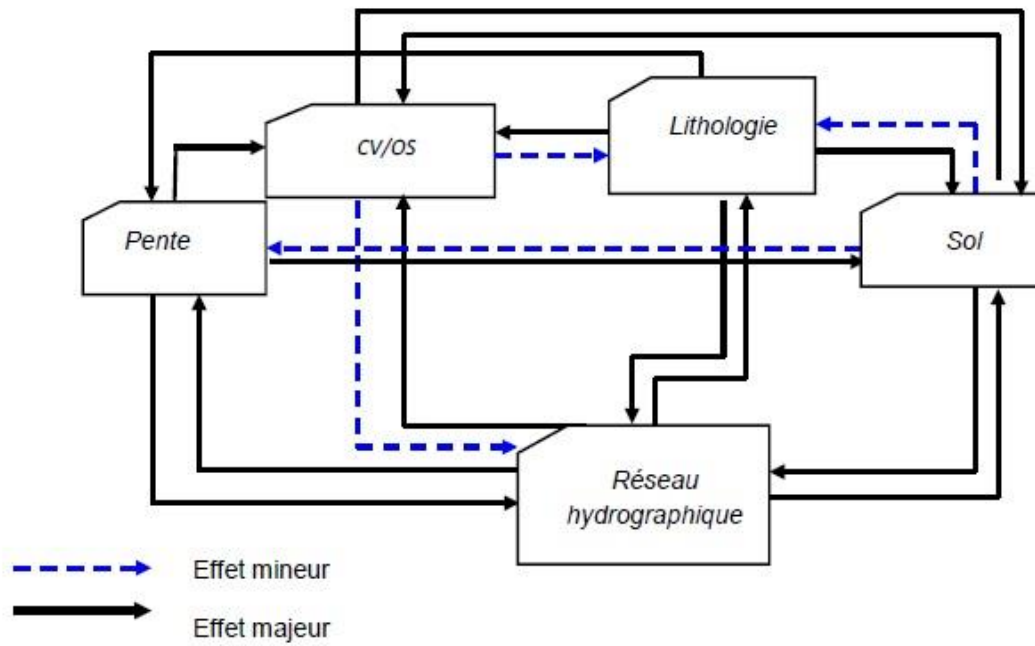 Lithologie
cv/os
Pente
Sol
Réseau
hydrographique
Effet mineur
Effet majeur